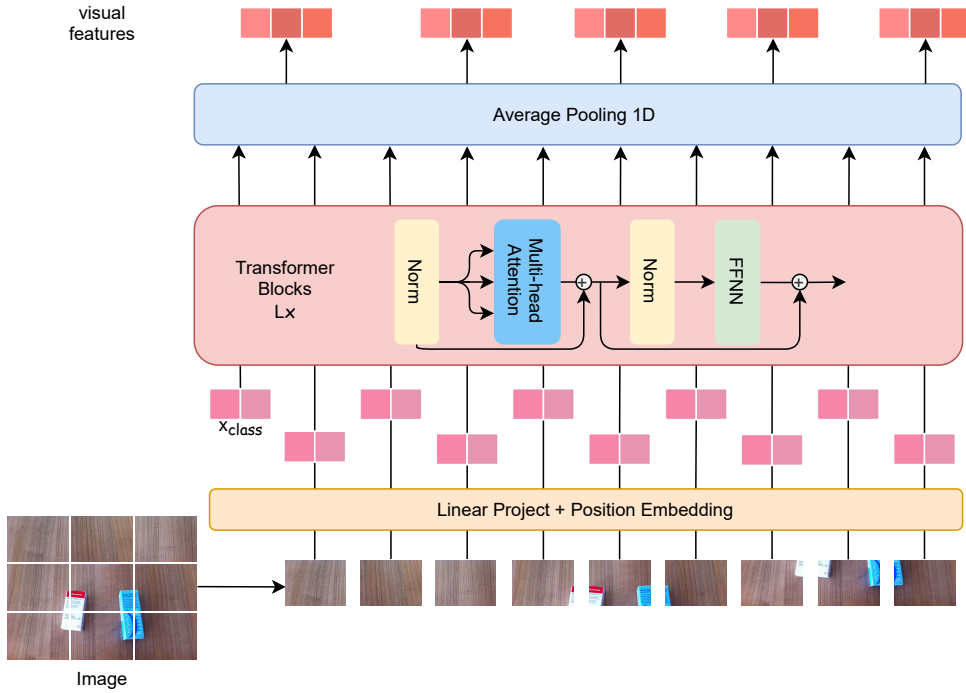 visual
features
Average Pooling 1D
Transformer
Blocks
Lx
Norm
Multi-head
Attention
+
Norm
FFNN
+
x_class
Linear Project + Position Embedding
Image